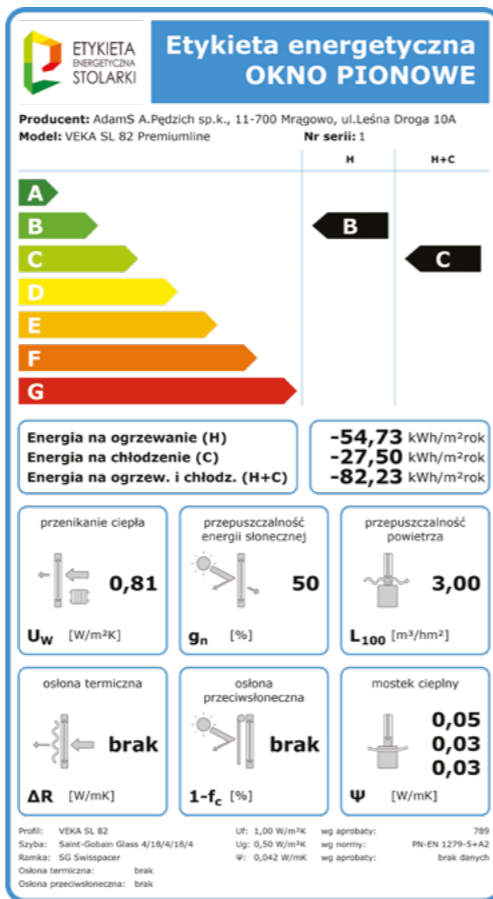 ETYKIETA
ENERGETYCZNA
STOLARKI
Etykieta energetyczna
OKNO PIONOWE
Producent: AdamS A.Pędzich sp.k., 11-700 Mrągowo, ul.Leśna Droga 10A
Model: VEKA SL 82 Premiumline Nr serii: 1
H H+C
A
B B
C C
D
E
F
G
Energia na ogrzewanie (H) -54,73 kWh/m²rok
Energia na chłodzenie (C) -27,50 kWh/m²rok
Energia na ogrzew. i chłodz. (H+C) -82,23 kWh/m²rok
przenikanie ciepła
0,81
Uw [W/m²K]
przepuszczalność
energii słonecznej
50
gn [%]
przepuszczalność
powietrza
3,00
L100 [m³/hm²]
osłona termiczna
brak
ΔR [W/mK]
osłona
przeciwsłoneczna
brak
1-fc [%]
mostek cieplny
0,05
0,03
0,03
Ψ [W/mK]
Profil: VEKA SL 82 Uf: 1,00 W/m²K wg aprobaty: 789
Szyba: Saint-Gobain Glass 4/18/4/18/4 Ug: 0,50 W/m²K wg normy: PN-EN 1279-5+A2
Ramka: SG Swisspacer Ψ: 0,042 W/mK wg aprobaty: brak danych
Osłona termiczna: brak
Osłona przeciwsłoneczna: brak